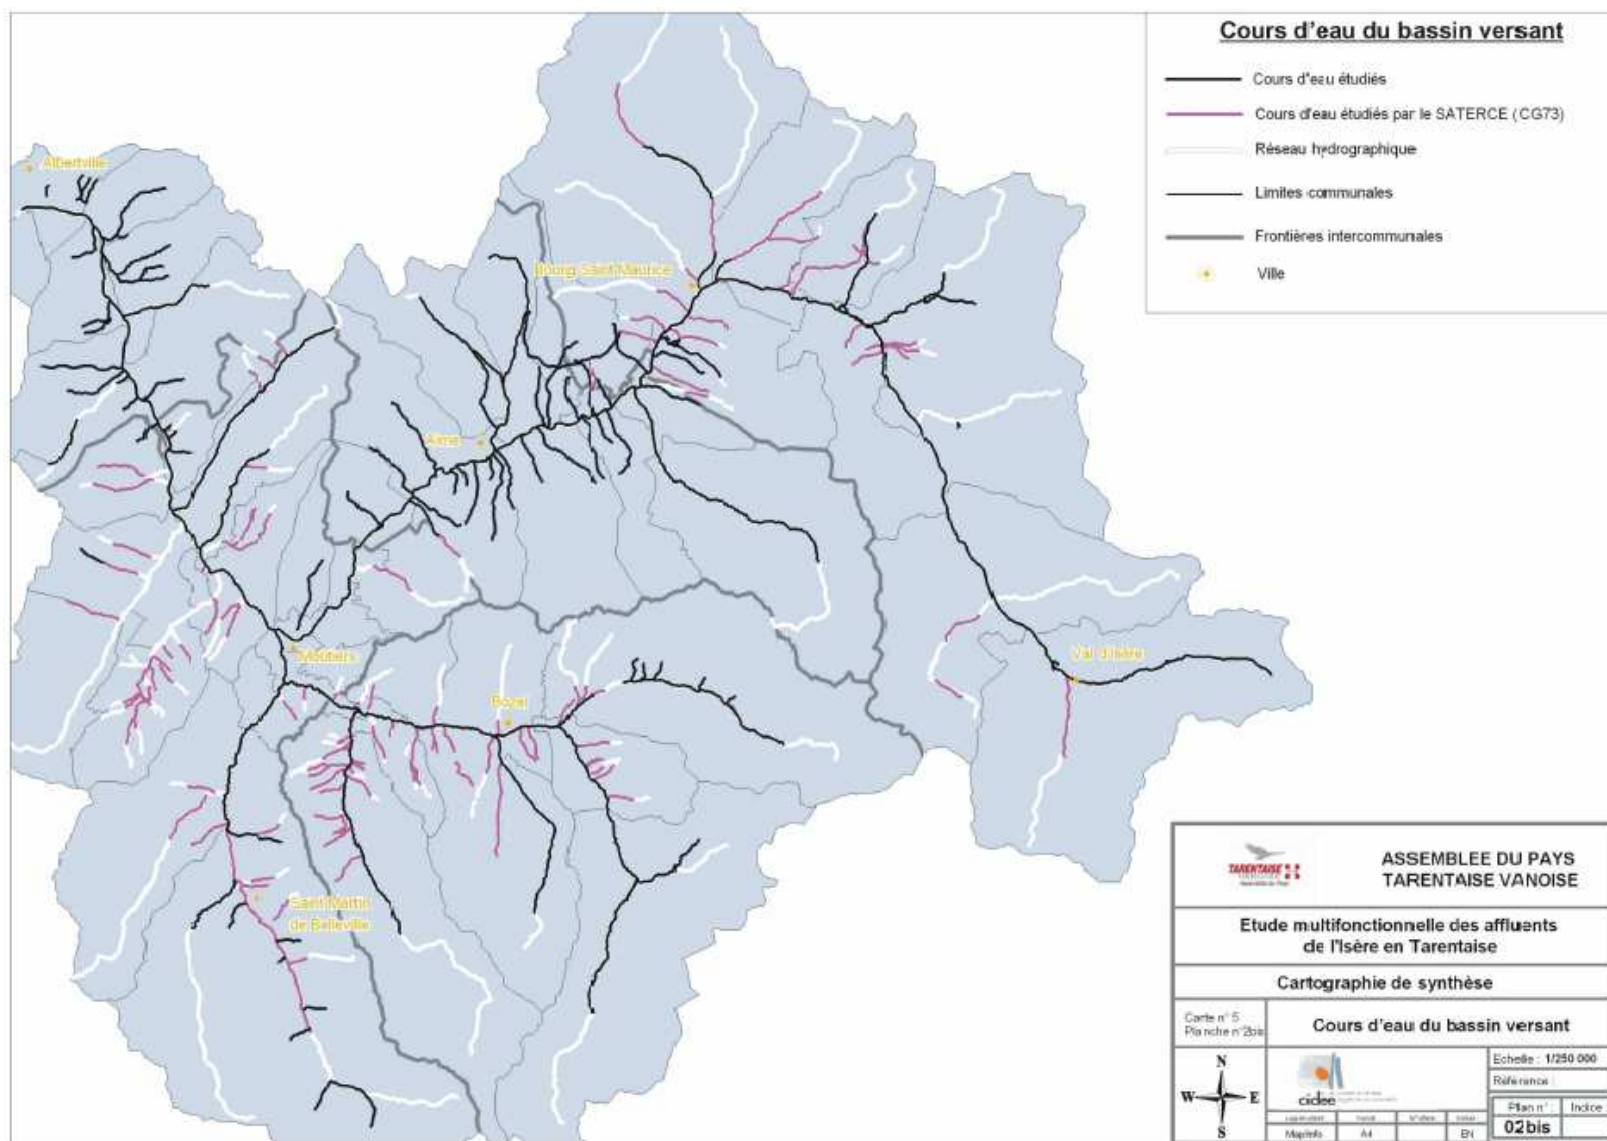 Cours d'eau du bassin versant
Cours d'eau étudiés
Cours d'eau étudiés par le SATERCE (CG73)
Réseau hydrographique
Limites communales
Frontières intercommunales
Ville
Albertville
Bourg Saint Maurice
Aime
Moutiers
Bozel
Val d'Isère
Saint Martin
de Belleville
TARENTAISE
ASSEMBLEE DU PAYS
TARENTAISE VANOISE
Etude multifonctionnelle des affluents
de l'Isère en Tarentaise
Cartographie de synthèse
Carte n° 5
Planche n°2bis
Cours d'eau du bassin versant
N
W E
S
Echelle : 1/250 000
Référence :
Plan n° : Indice
02bis
MapInfo A4 EN